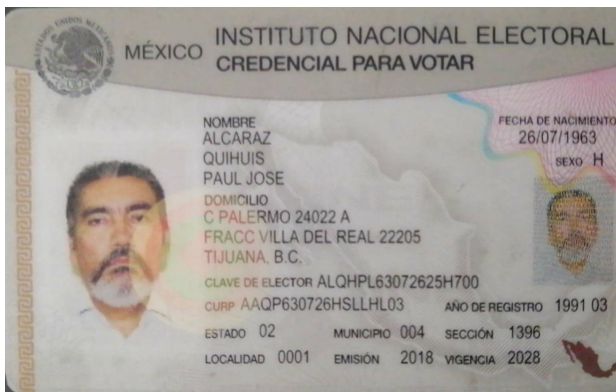 MÉXICO INSTITUTO NACIONAL ELECTORAL
CREDENCIAL PARA VOTAR
NOMBRE
ALCARAZ
QUIHUIS
PAUL JOSE
FECHA DE NACIMIENTO
26/07/1963
SEXO H
DOMICILIO
C PALERMO 24022 A
FRACC VILLA DEL REAL 22205
TIJUANA, B.C.
CLAVE DE ELECTOR ALQHPL63072625H700
CURP AAQP630726HSLLHL03 AÑO DE REGISTRO 1991 03
ESTADO 02 MUNICIPIO 004 SECCIÓN 1396
LOCALIDAD 0001 EMISIÓN 2018 VIGENCIA 2028